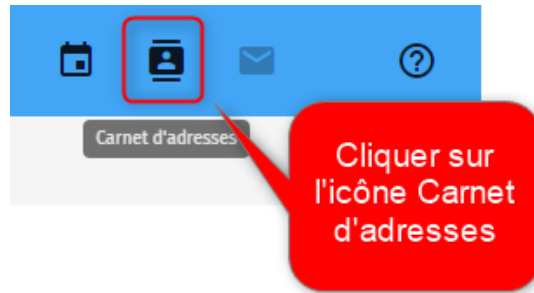 Carnet d'adresses
Cliquer sur
l'icône Carnet
d'adresses